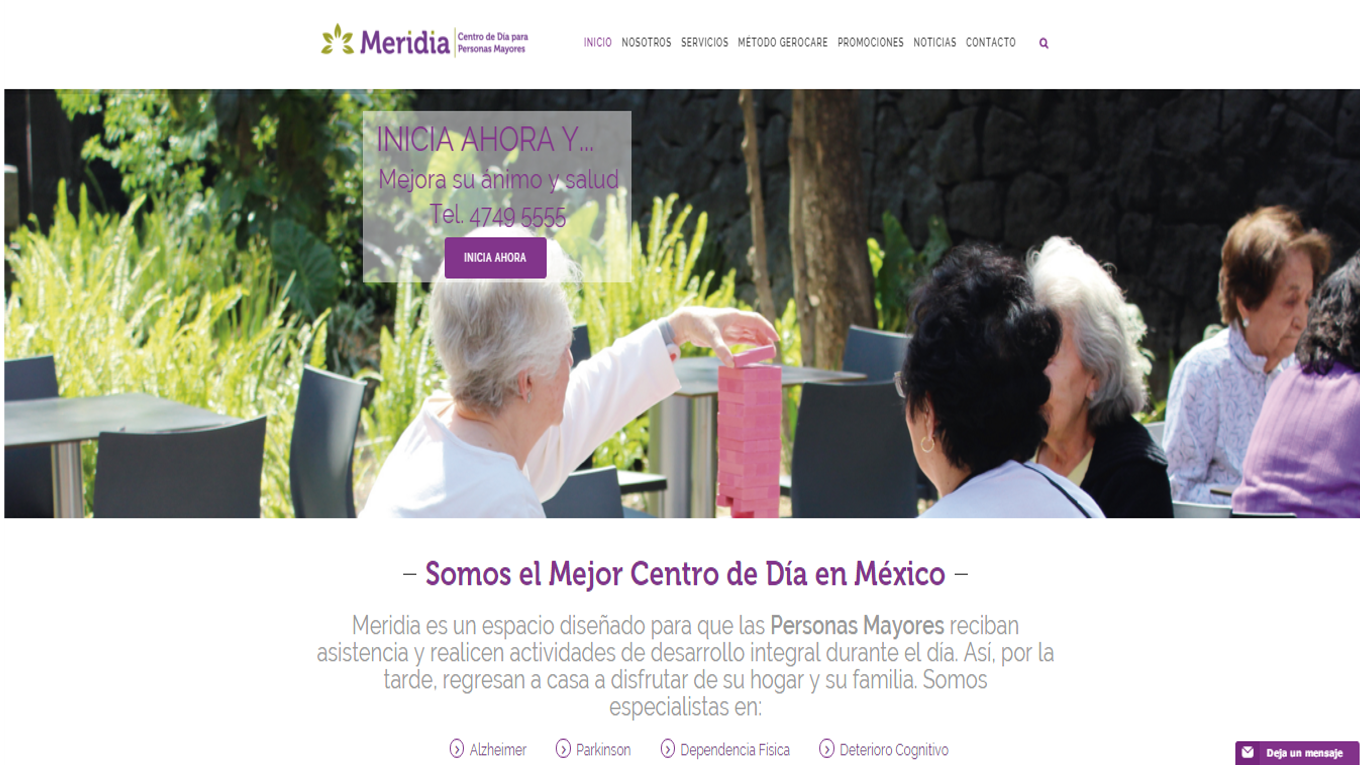 Meridia
Centro de Día para
Personas Mayores
INICIO NOSOTROS SERVICIOS MÉTODO GEROCARE PROMOCIONES NOTICIAS CONTACTO
INICIA AHORA Y...
Mejora su ánimo y salud
Tel. 4749 5555
INICIA AHORA
– Somos el Mejor Centro de Día en México –
Meridia es un espacio diseñado para que las Personas Mayores reciban
asistencia y realicen actividades de desarrollo integral durante el día. Así, por la
tarde, regresan a casa a disfrutar de su hogar y su familia. Somos
especialistas en:
Alzheimer Parkinson Dependencia Física Deterioro Cognitivo
Deja un mensaje